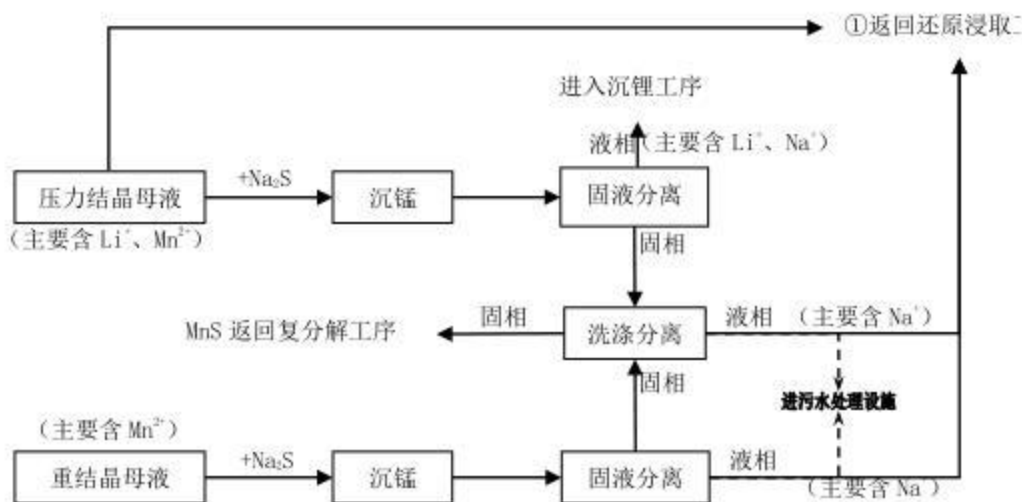 ①返回还原浸取
进入沉锂工序
液相（主要含 Li⁺、Na⁺）
压力结晶母液
+Na₂S
沉锰
固液分离
（主要含 Li⁺、Mn²⁺）
固相
MnS 返回复分解工序
固相
洗涤分离
液相
（主要含 Na⁺）
固相
进污水处理设施
（主要含 Mn²⁺）
重结晶母液
+Na₂S
沉锰
固液分离
液相
（主要含 Na）